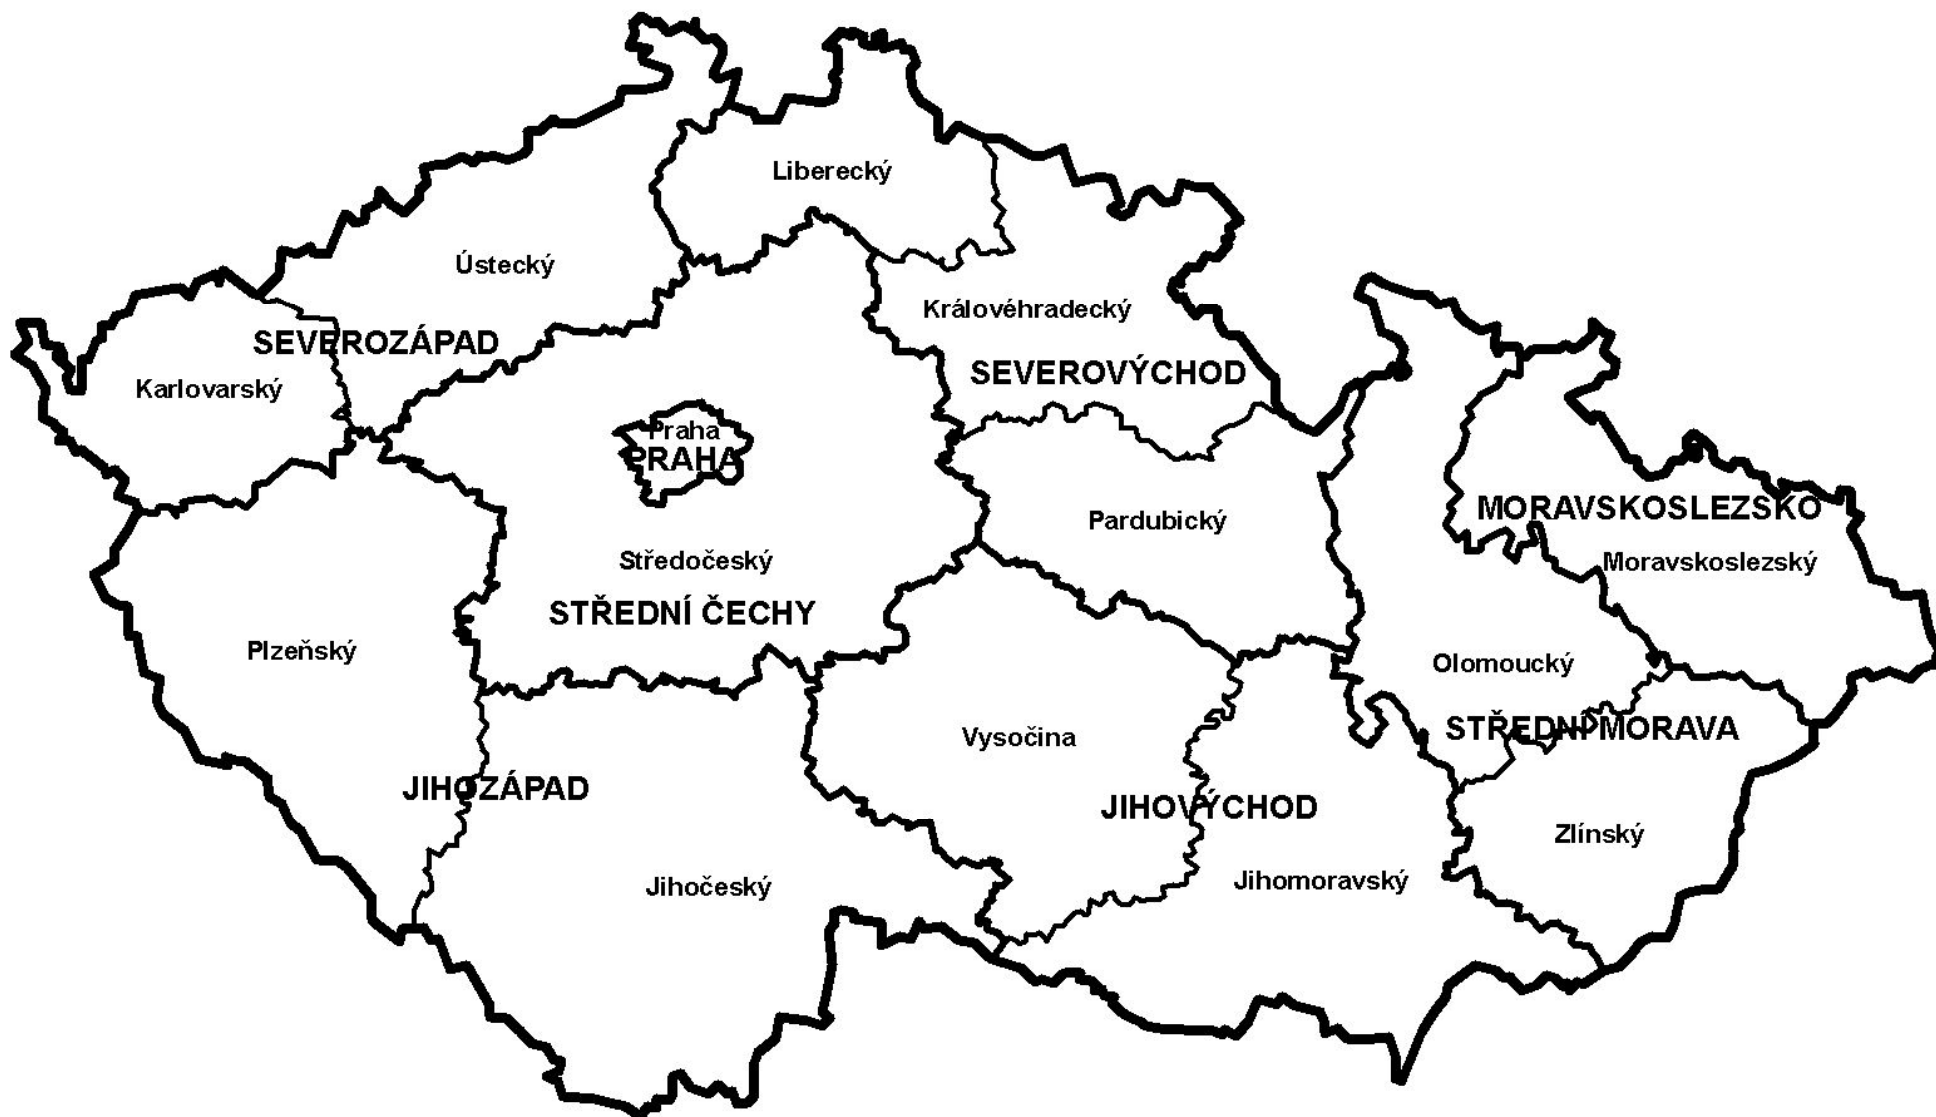 Liberecký
Ústecký
Královéhradecký
SEVEROZÁPAD
SEVEROVÝCHOD
Karlovarský
Praha
PRAHA
MORAVSKOSLEZSKO
Pardubický
Středočeský
Moravskoslezský
STŘEDNÍ ČECHY
Plzeňský
Olomoucký
STŘEDNÍ MORAVA
Vysočina
JIHOZÁPAD
JIHOVÝCHOD
Zlínský
Jihočeský
Jihomoravský